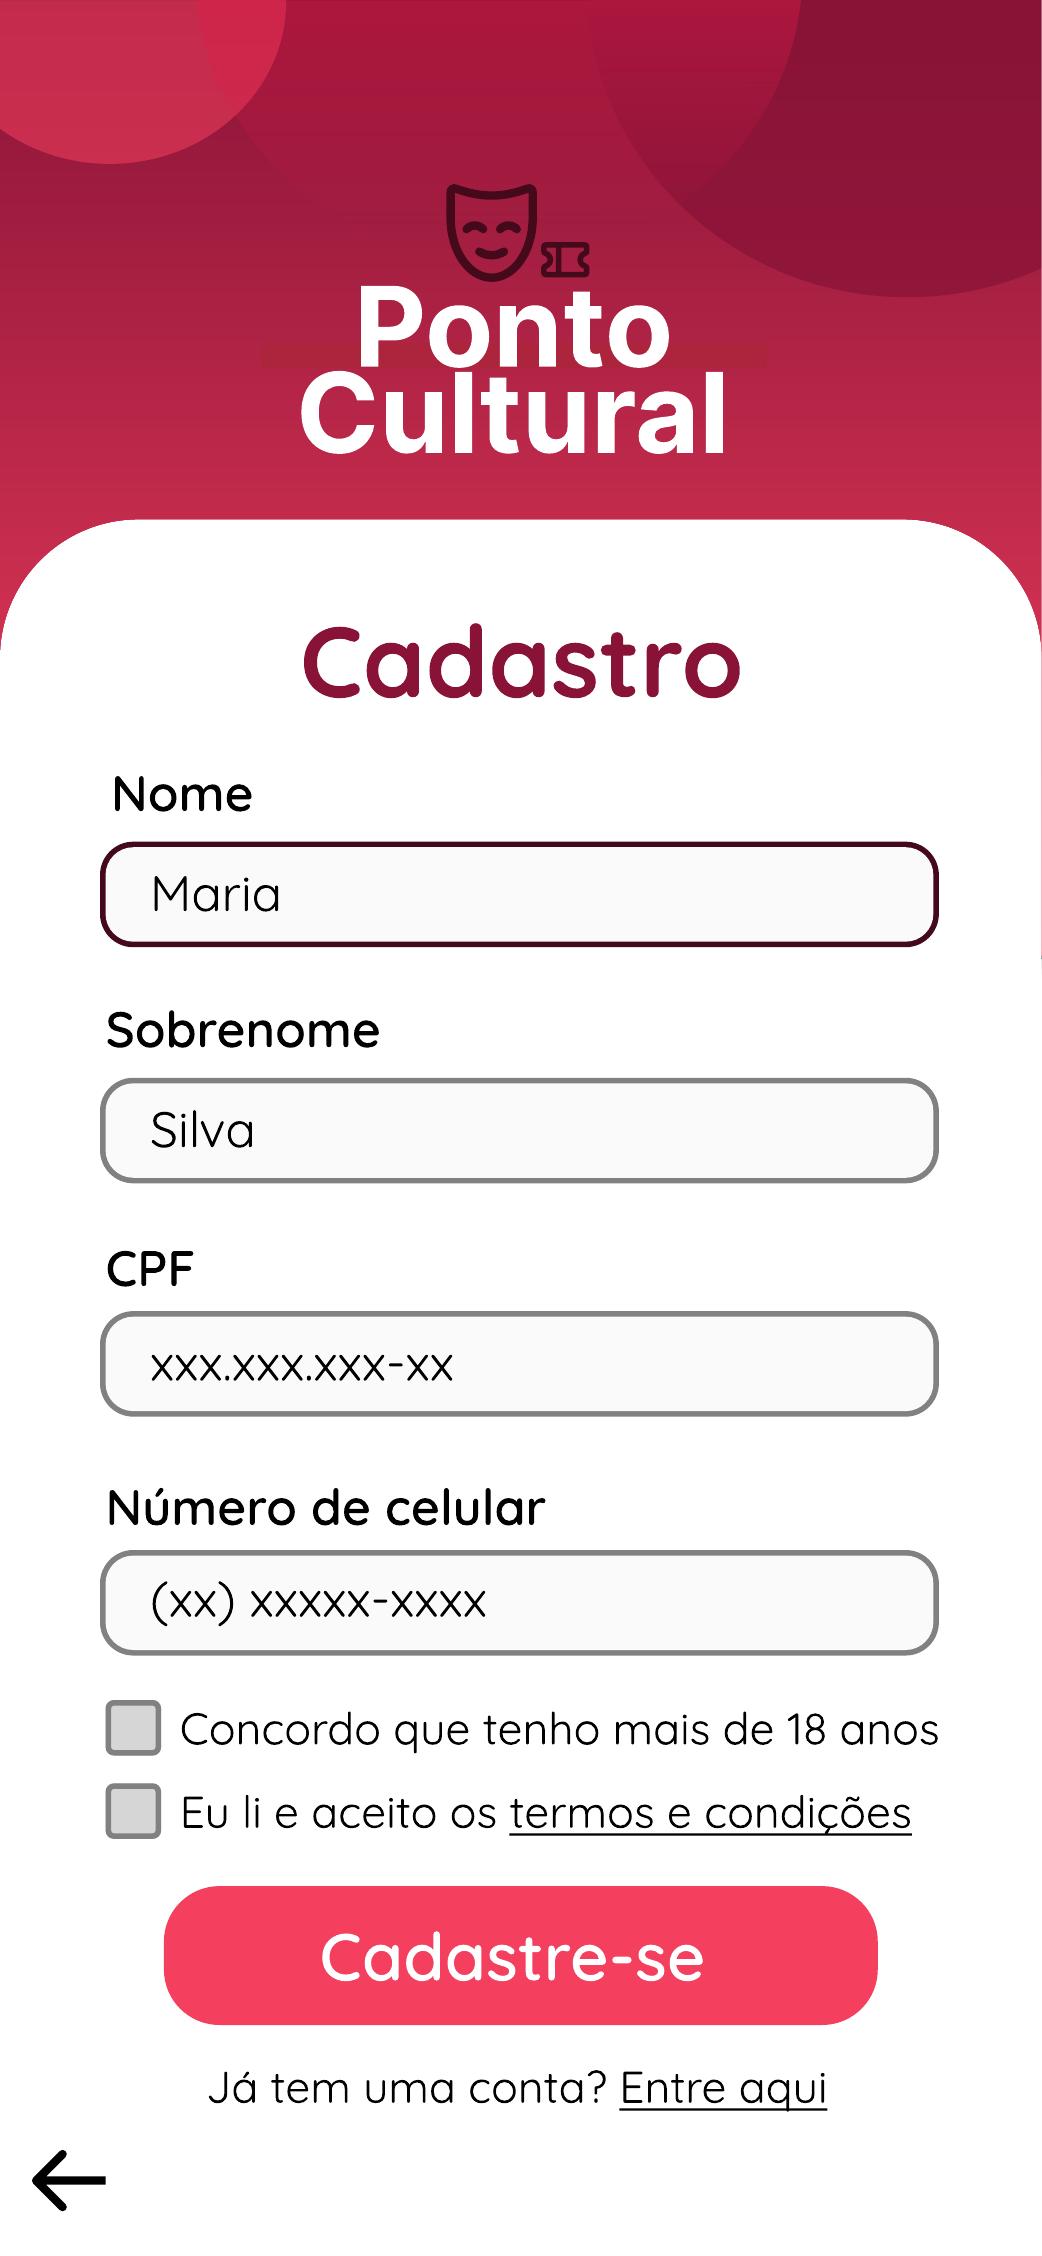 Ponto
Cultural
Cadastro
Nome
Maria
Sobrenome
Silva
CPF
xxx.xxx.xxx-xx
Número de celular
(xx) xxxxx-xxxx
Concordo que tenho mais de 18 anos
Eu li e aceito os termos e condições
Cadastre-se
Já tem uma conta? Entre aqui